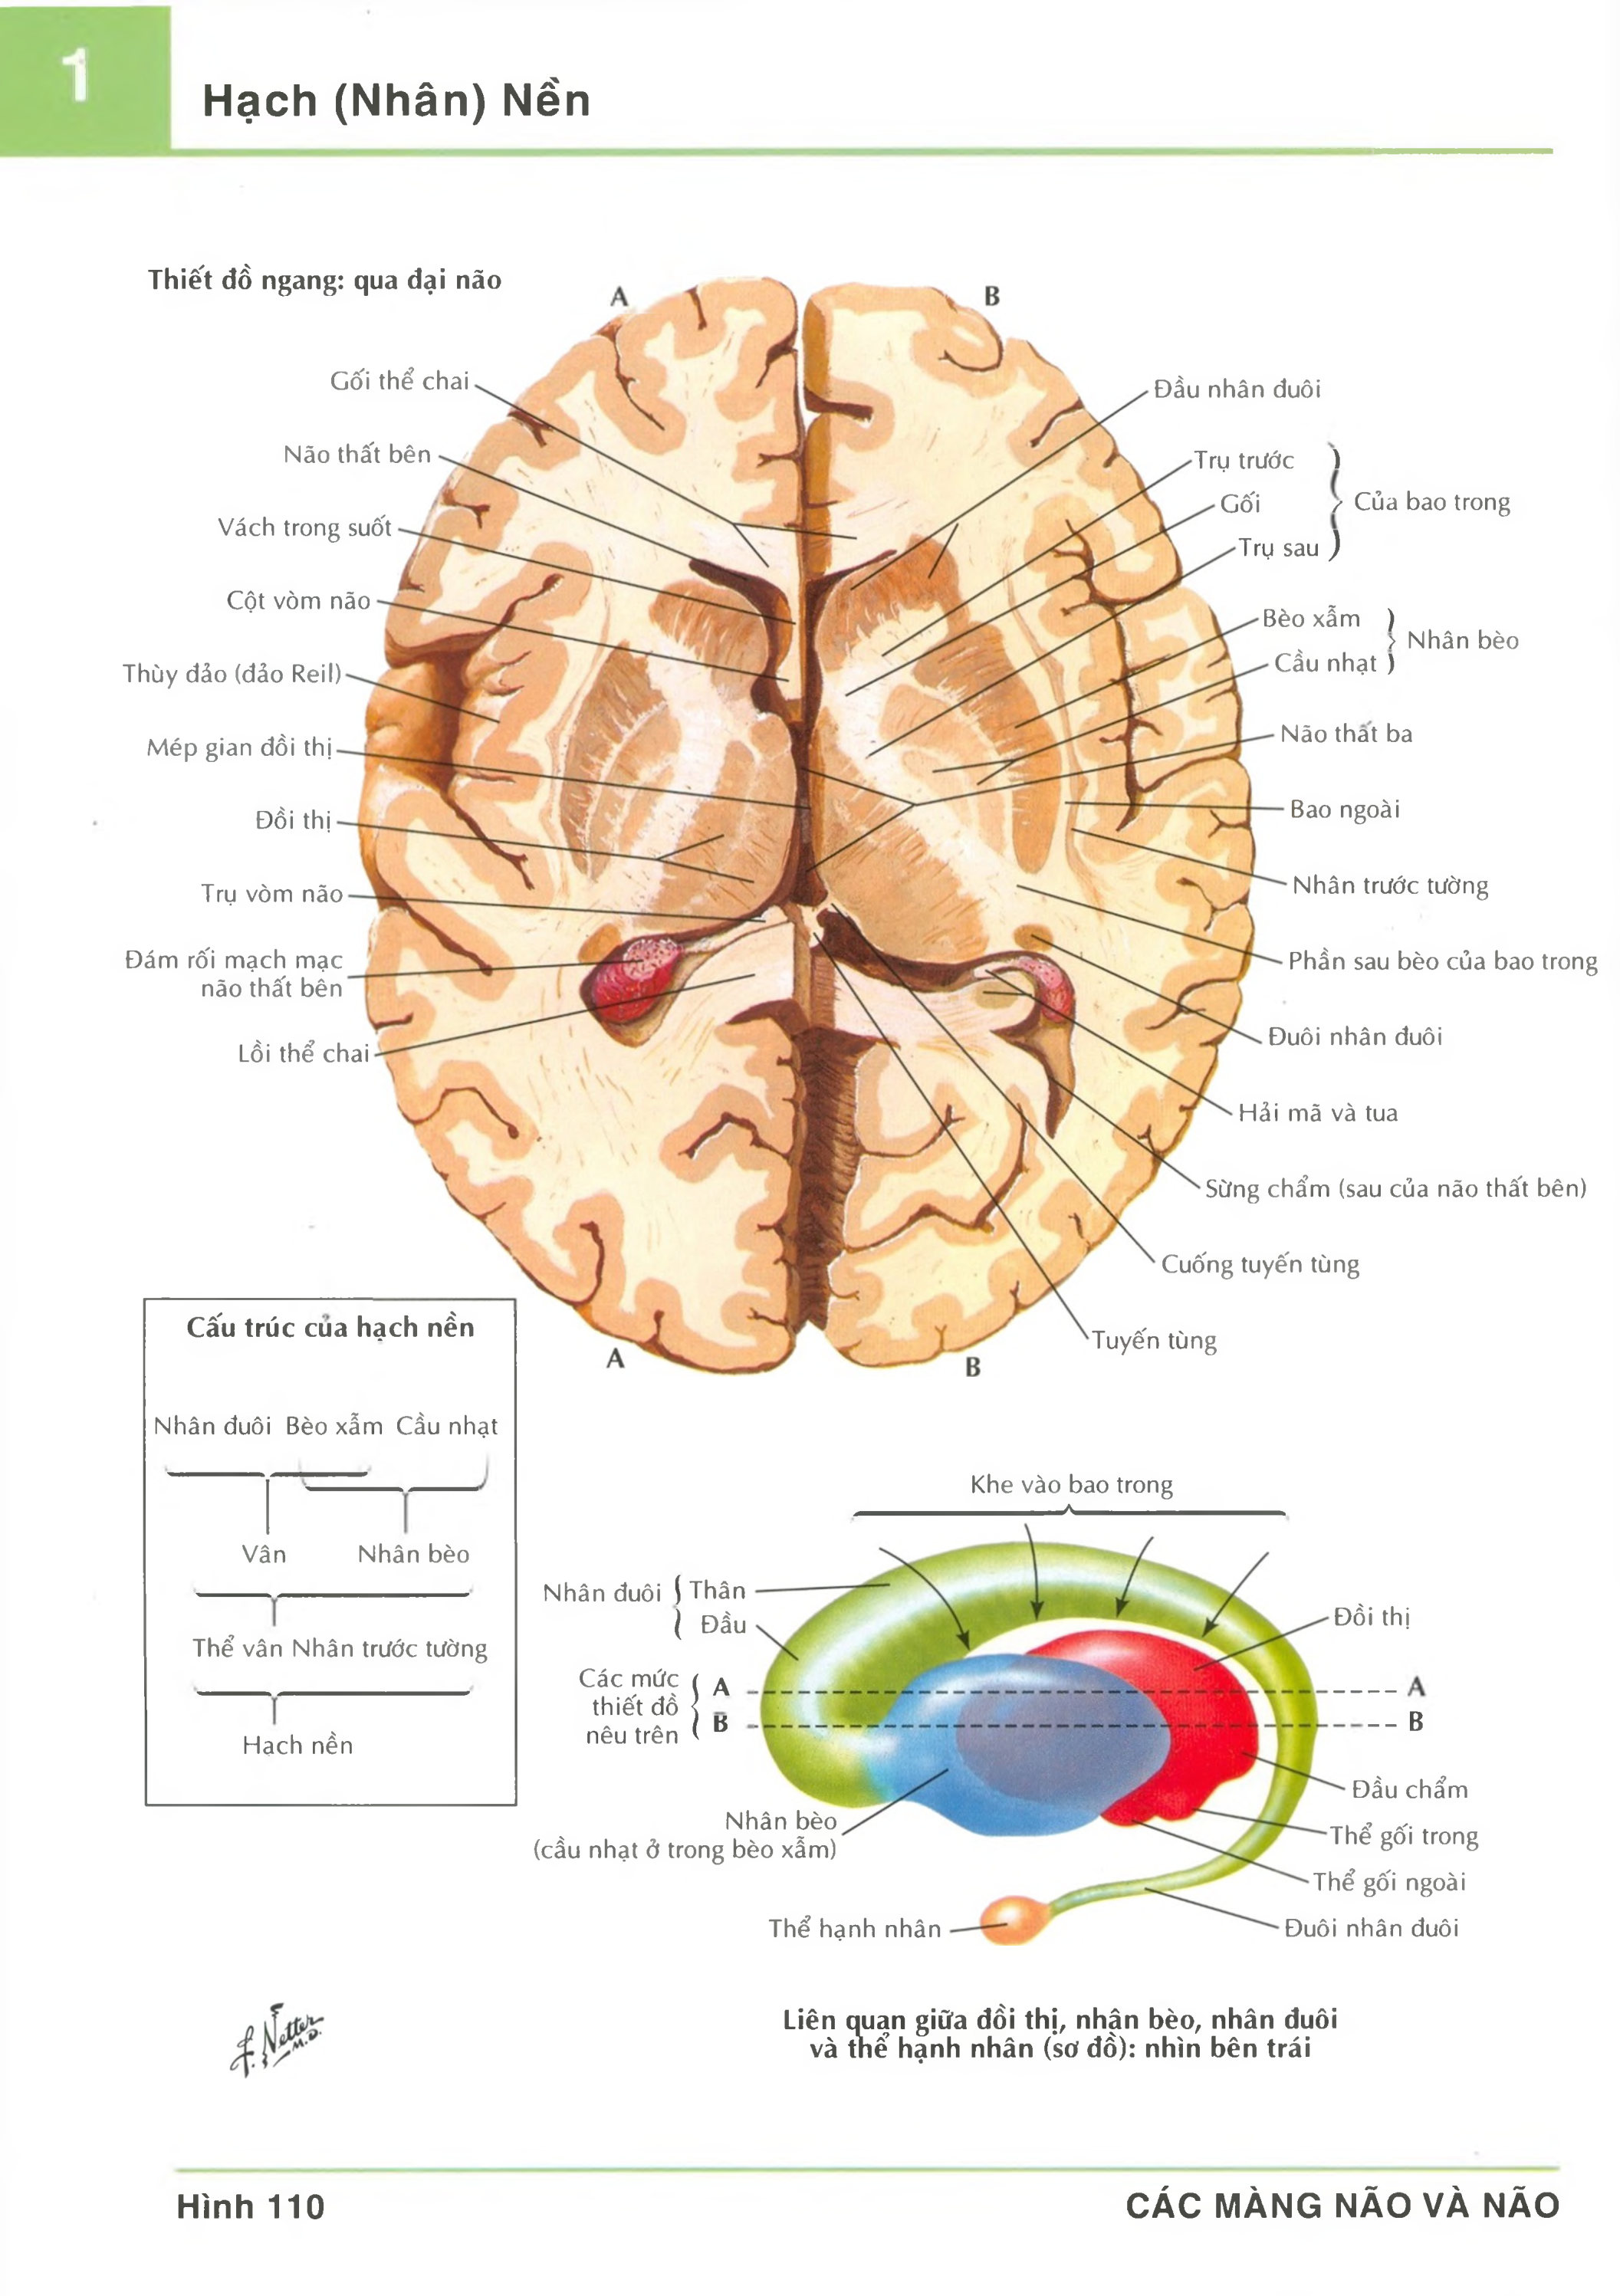 1
Hạch (Nhân) Nền
Thiết đồ ngang: qua đại não
A
B
Gối thể chai
Não thất bên
Vách trong suốt
Cột vòm não
Thùy đảo (đảo Reil)
Mép gian đồi thị
Đồi thị
Trụ vòm não
Đám rối mạch mạc
não thất bên
Lồi thể chai
Đầu nhân đuôi
Trụ trước
Gối
Của bao trong
Trụ sau
Bèo xẫm
Nhân bèo
Cầu nhạt
Não thất ba
Bao ngoài
Nhân trước tường
Phần sau bèo của bao trong
Đuôi nhân đuôi
Hải mã và tua
Sừng chẩm (sau của não thất bên)
Cuống tuyến tùng
Tuyến tùng
A
B
Cấu trúc của hạch nền
Nhân đuôi Bèo xẫm Cầu nhạt
Vân Nhân bèo
Thể vân Nhân trước tường
Hạch nền
Khe vào bao trong
Nhân đuôi Thân
Đầu
Các mức
thiết đồ
nêu trên
A
B
Đồi thị
A
B
Đầu chẩm
Thể gối trong
Thể gối ngoài
Đuôi nhân đuôi
Nhân bèo
(cầu nhạt ở trong bèo xẫm)
Thể hạnh nhân
Liên quan giữa đồi thị, nhân bèo, nhân đuôi
và thể hạnh nhân (sơ đồ): nhìn bên trái
F. Netter
M.D.
Hình 110
CÁC MÀNG NÃO VÀ NÃO